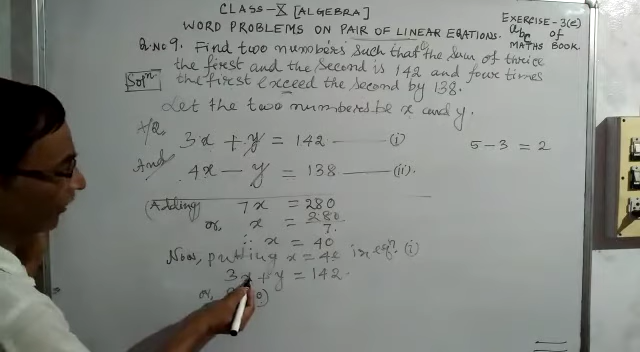 CLASS-X [ALGEBRA]
WORD PROBLEMS ON PAIR OF LINEAR EQATIONS.
EXERCISE-3(E)
of
MATHS BOOK.
Q.No 9. Find two numbers such that the sum of thrice
the first and the second is 142 and four times
Solⁿ the first exceed the second by 138.
Let the two numbers be x and y.
A/Q, 3x + y = 142 (i)
5 - 3 = 2
And 4x - y = 138 (ii).
(Adding) 7x = 280
or, x = 280/7.
∴ x = 40
Now, putting x = 40 in eqⁿ. (i)
3x + y = 142.
or,